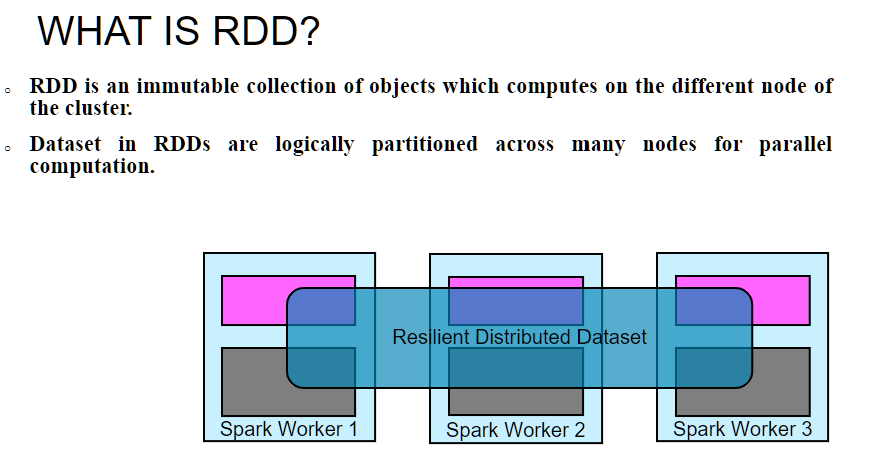 WHAT IS RDD?
RDD is an immutable collection of objects which computes on the different node of
the cluster.
Dataset in RDDs are logically partitioned across many nodes for parallel
computation.
Resilient Distributed Dataset
Spark Worker 1
Spark Worker 2
Spark Worker 3